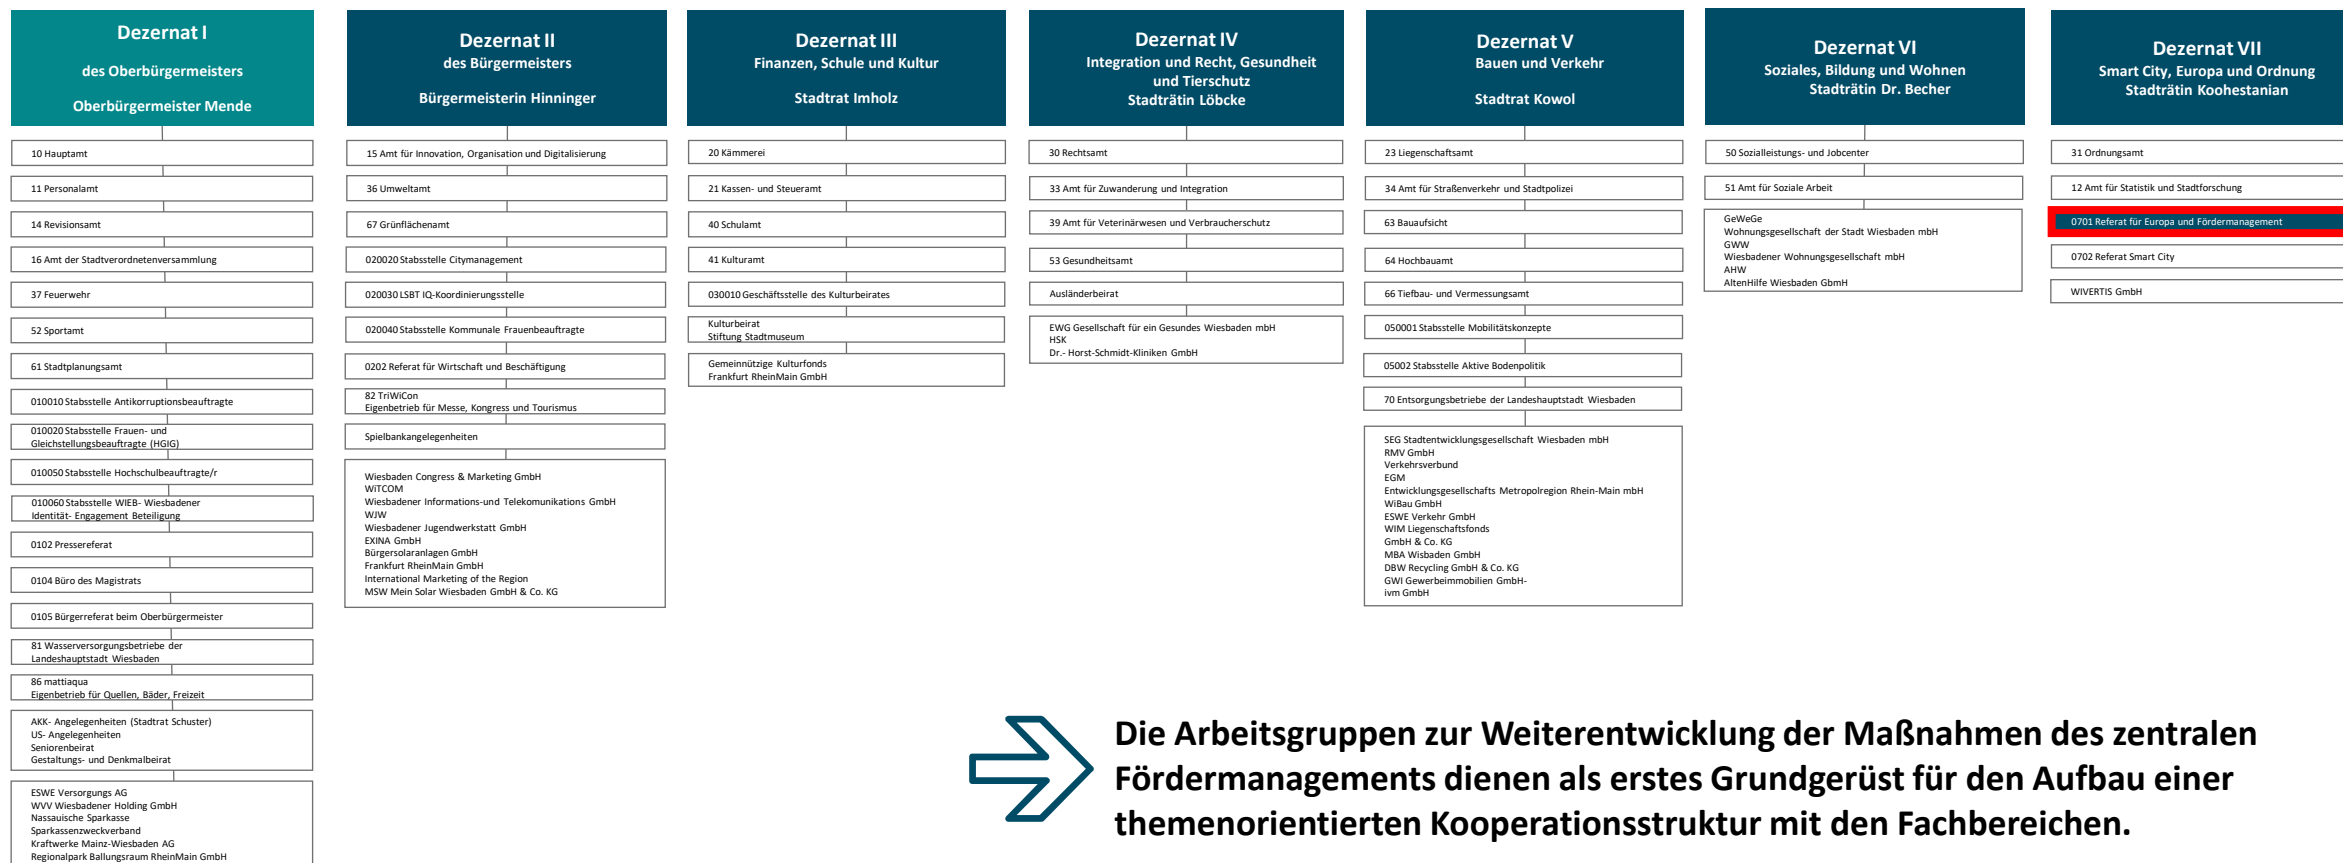 Dezernat I
des Oberbürgermeisters
Oberbürgermeister Mende
10 Hauptamt
11 Personalamt
14 Revisionsamt
16 Amt der Stadtverordnetenversammlung
37 Feuerwehr
52 Sportamt
61 Stadtplanungsamt
010010 Stabsstelle Antikorruptionsbeauftragte
010020 Stabsstelle Frauen- und
Gleichstellungsbeauftragte (HGIG)
010050 Stabsstelle Hochschulbeauftragte/r
010060 Stabsstelle WIEB- Wiesbadener
Identität- Engagement Beteiligung
0102 Pressereferat
0104 Büro des Magistrats
0105 Bürgerreferat beim Oberbürgermeister
81 Wasserversorgungsbetriebe der
Landeshauptstadt Wiesbaden
86 mattiaqua
Eigenbetrieb für Quellen, Bäder, Freizeit
AKK- Angelegenheiten (Stadtrat Schuster)
US- Angelegenheiten
Seniorenbeirat
Gestaltungs- und Denkmalbeirat
ESWE Versorgungs AG
WVV Wiesbadener Holding GmbH
Nassauische Sparkasse
Sparkassenzweckverband
Kraftwerke Mainz-Wiesbaden AG
Regionalpark Ballungsraum RheinMain GmbH
Dezernat II
des Bürgermeisters
Bürgermeisterin Hinninger
15 Amt für Innovation, Organisation und Digitalisierung
36 Umweltamt
67 Grünflächenamt
020020 Stabsstelle Citymanagement
020030 LSBT IQ-Koordinierungsstelle
020040 Stabsstelle Kommunale Frauenbeauftragte
0202 Referat für Wirtschaft und Beschäftigung
82 TriWiCon
Eigenbetrieb für Messe, Kongress und Tourismus
Spielbankangelegenheiten
Wiesbaden Congress & Marketing GmbH
WiTCOM
Wiesbadener Informations-und Telekomunikations GmbH
WJW
Wiesbadener Jugendwerkstatt GmbH
EXINA GmbH
Bürgersolaranlagen GmbH
Frankfurt RheinMain GmbH
International Marketing of the Region
MSW Mein Solar Wiesbaden GmbH & Co. KG
Dezernat III
Finanzen, Schule und Kultur
Stadtrat Imholz
20 Kämmerei
21 Kassen- und Steueramt
40 Schulamt
41 Kulturamt
030010 Geschäftsstelle des Kulturbeirates
Kulturbeirat
Stiftung Stadtmuseum
Gemeinnützige Kulturfonds
Frankfurt RheinMain GmbH
Dezernat IV
Integration und Recht, Gesundheit
und Tierschutz
Stadträtin Löbcke
30 Rechtsamt
33 Amt für Zuwanderung und Integration
39 Amt für Veterinärwesen und Verbraucherschutz
53 Gesundheitsamt
Ausländerbeirat
EWG Gesellschaft für ein Gesundes Wiesbaden mbH
HSK
Dr.- Horst-Schmidt-Kliniken GmbH
Dezernat V
Bauen und Verkehr
Stadtrat Kowol
23 Liegenschaftsamt
34 Amt für Straßenverkehr und Stadtpolizei
63 Bauaufsicht
64 Hochbauamt
66 Tiefbau- und Vermessungsamt
050001 Stabsstelle Mobilitätskonzepte
05002 Stabsstelle Aktive Bodenpolitik
70 Entsorgungsbetriebe der Landeshauptstadt Wiesbaden
SEG Stadtentwicklungsgesellschaft Wiesbaden mbH
RMV GmbH
Verkehrsverbund
EGM
Entwicklungsgesellschafts Metropolregion Rhein-Main mbH
WiBau GmbH
ESWE Verkehr GmbH
WIM Liegenschaftsfonds
GmbH & Co. KG
MBA Wisbaden GmbH
DBW Recycling GmbH & Co. KG
GWI Gewerbeimmobilien GmbH-
ivm GmbH
Dezernat VI
Soziales, Bildung und Wohnen
Stadträtin Dr. Becher
50 Sozialleistungs- und Jobcenter
51 Amt für Soziale Arbeit
GeWeGe
Wohnungsgesellschaft der Stadt Wiesbaden mbH
GWW
Wiesbadener Wohnungsgesellschaft mbH
AHW
AltenHilfe Wiesbaden GbmH
Dezernat VII
Smart City, Europa und Ordnung
Stadträtin Koohestanian
31 Ordnungsamt
12 Amt für Statistik und Stadtforschung
0701 Referat für Europa und Fördermanagement
0702 Referat Smart City
WIVERTIS GmbH
Die Arbeitsgruppen zur Weiterentwicklung der Maßnahmen des zentralen
Fördermanagements dienen als erstes Grundgerüst für den Aufbau einer
themenorientierten Kooperationsstruktur mit den Fachbereichen.